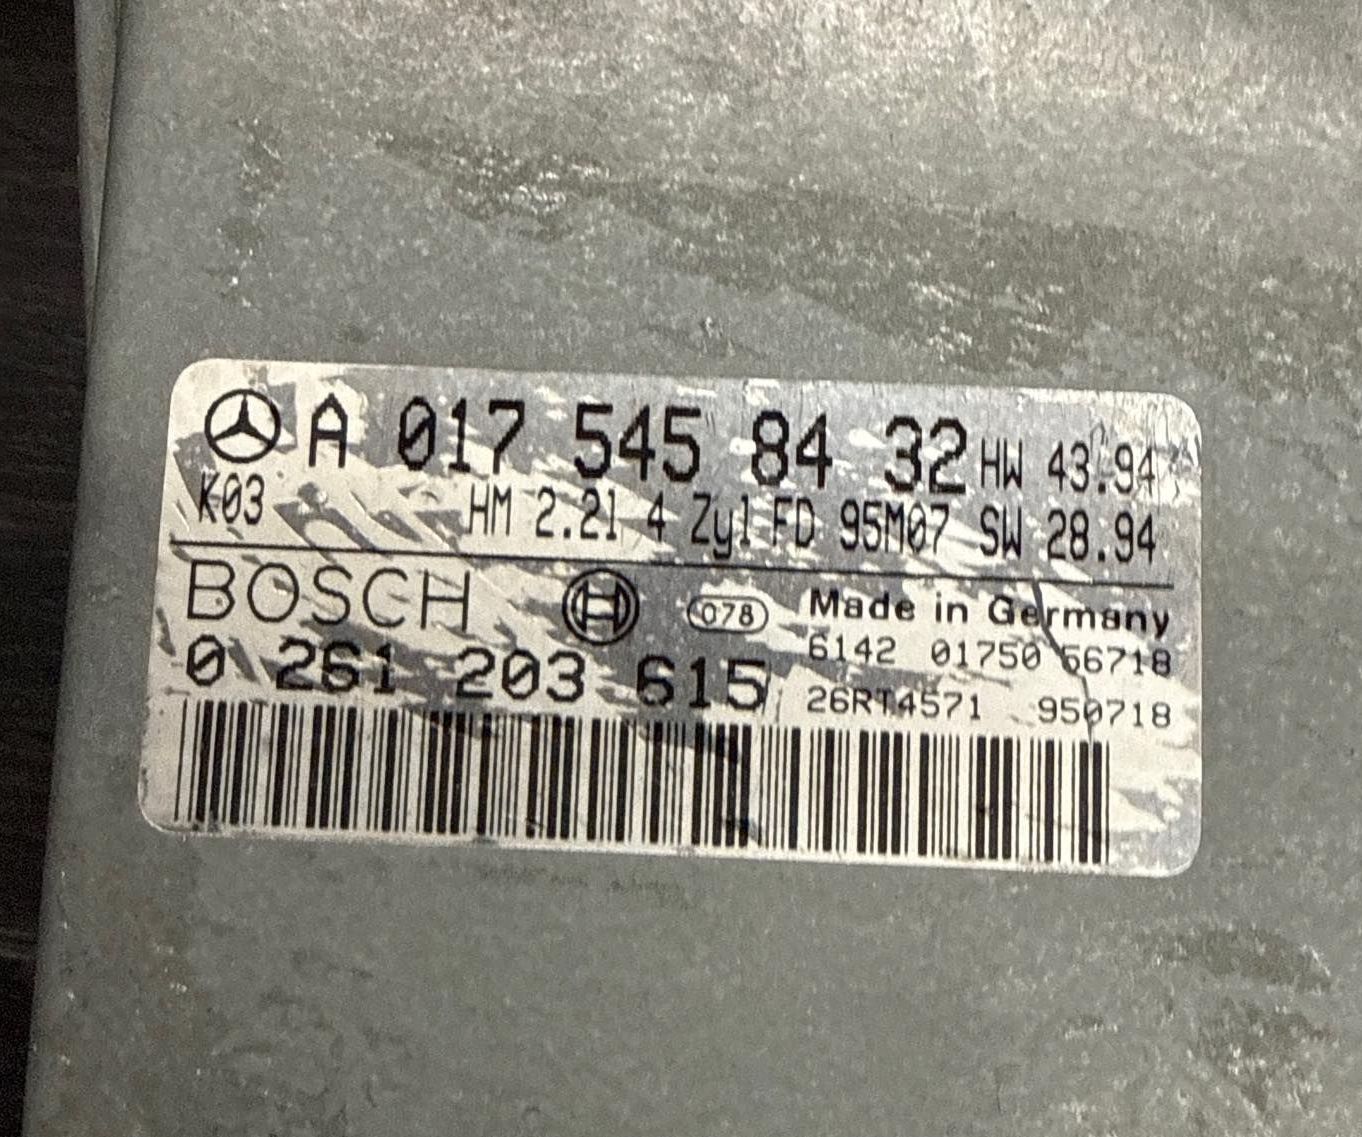 A 017 545 84 32 HW 43.94
K03 HM 2.21 4 Zyl FD 95M07 SW 28.94
BOSCH 078 Made in Germany
6142 01750 66718
0 261 203 615 26RT4571 950718